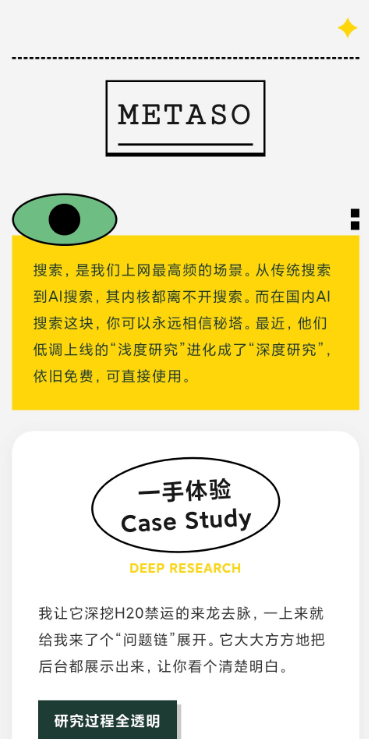 METASO
搜索，是我们上网最高频的场景。从传统搜索
到AI搜索，其内核都离不开搜索。而在国内AI
搜索这块，你可以永远相信秘塔。最近，他们
低调上线的“浅度研究”进化成了“深度研究”，
依旧免费，可直接使用。
一手体验
Case Study
DEEP RESEARCH
我让它深挖H20禁运的来龙去脉，一上来就
给我来了个“问题链”展开。它大大方方地把
后台都展示出来，让你看个清楚明白。
研究过程全透明